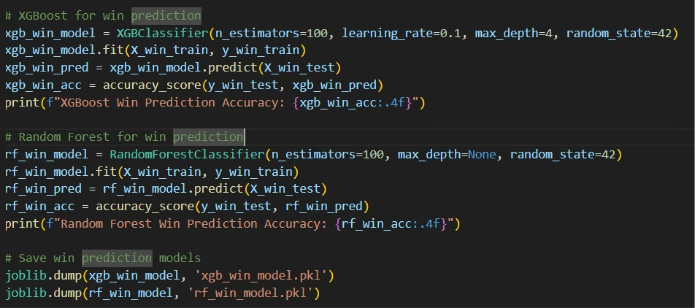 # XGBoost for win prediction
xgb_win_model = XGBClassifier(n_estimators=100, learning_rate=0.1, max_depth=4, random_state=42)
xgb_win_model.fit(X_win_train, y_win_train)
xgb_win_pred = xgb_win_model.predict(X_win_test)
xgb_win_acc = accuracy_score(y_win_test, xgb_win_pred)
print(f"XGBoost Win Prediction Accuracy: {xgb_win_acc:.4f}")
# Random Forest for win prediction
rf_win_model = RandomForestClassifier(n_estimators=100, max_depth=None, random_state=42)
rf_win_model.fit(X_win_train, y_win_train)
rf_win_pred = rf_win_model.predict(X_win_test)
rf_win_acc = accuracy_score(y_win_test, rf_win_pred)
print(f"Random Forest Win Prediction Accuracy: {rf_win_acc:.4f}")
# Save win prediction models
joblib.dump(xgb_win_model, 'xgb_win_model.pkl')
joblib.dump(rf_win_model, 'rf_win_model.pkl')